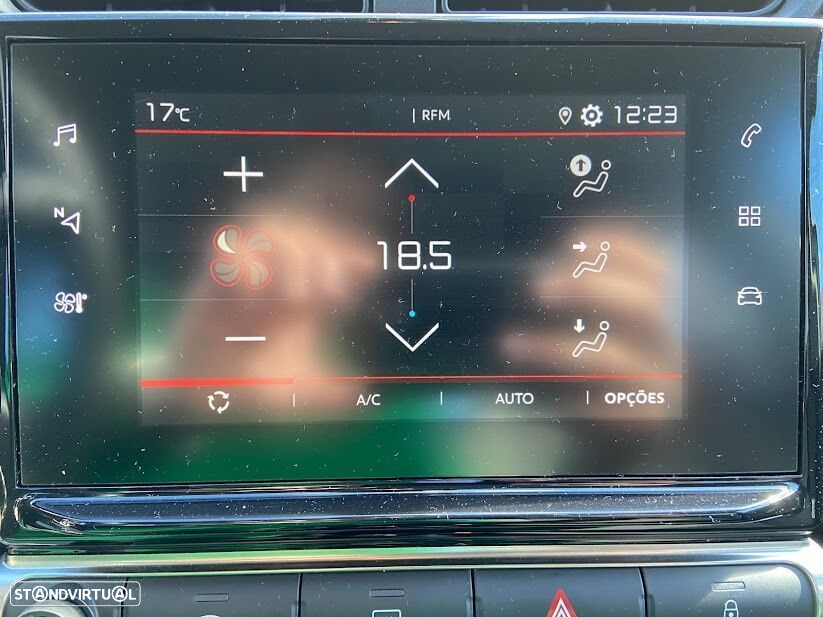 17°C | RFM 12:23
N
18.5
| A/C | AUTO | OPÇÕES
STANDVIRTUAL